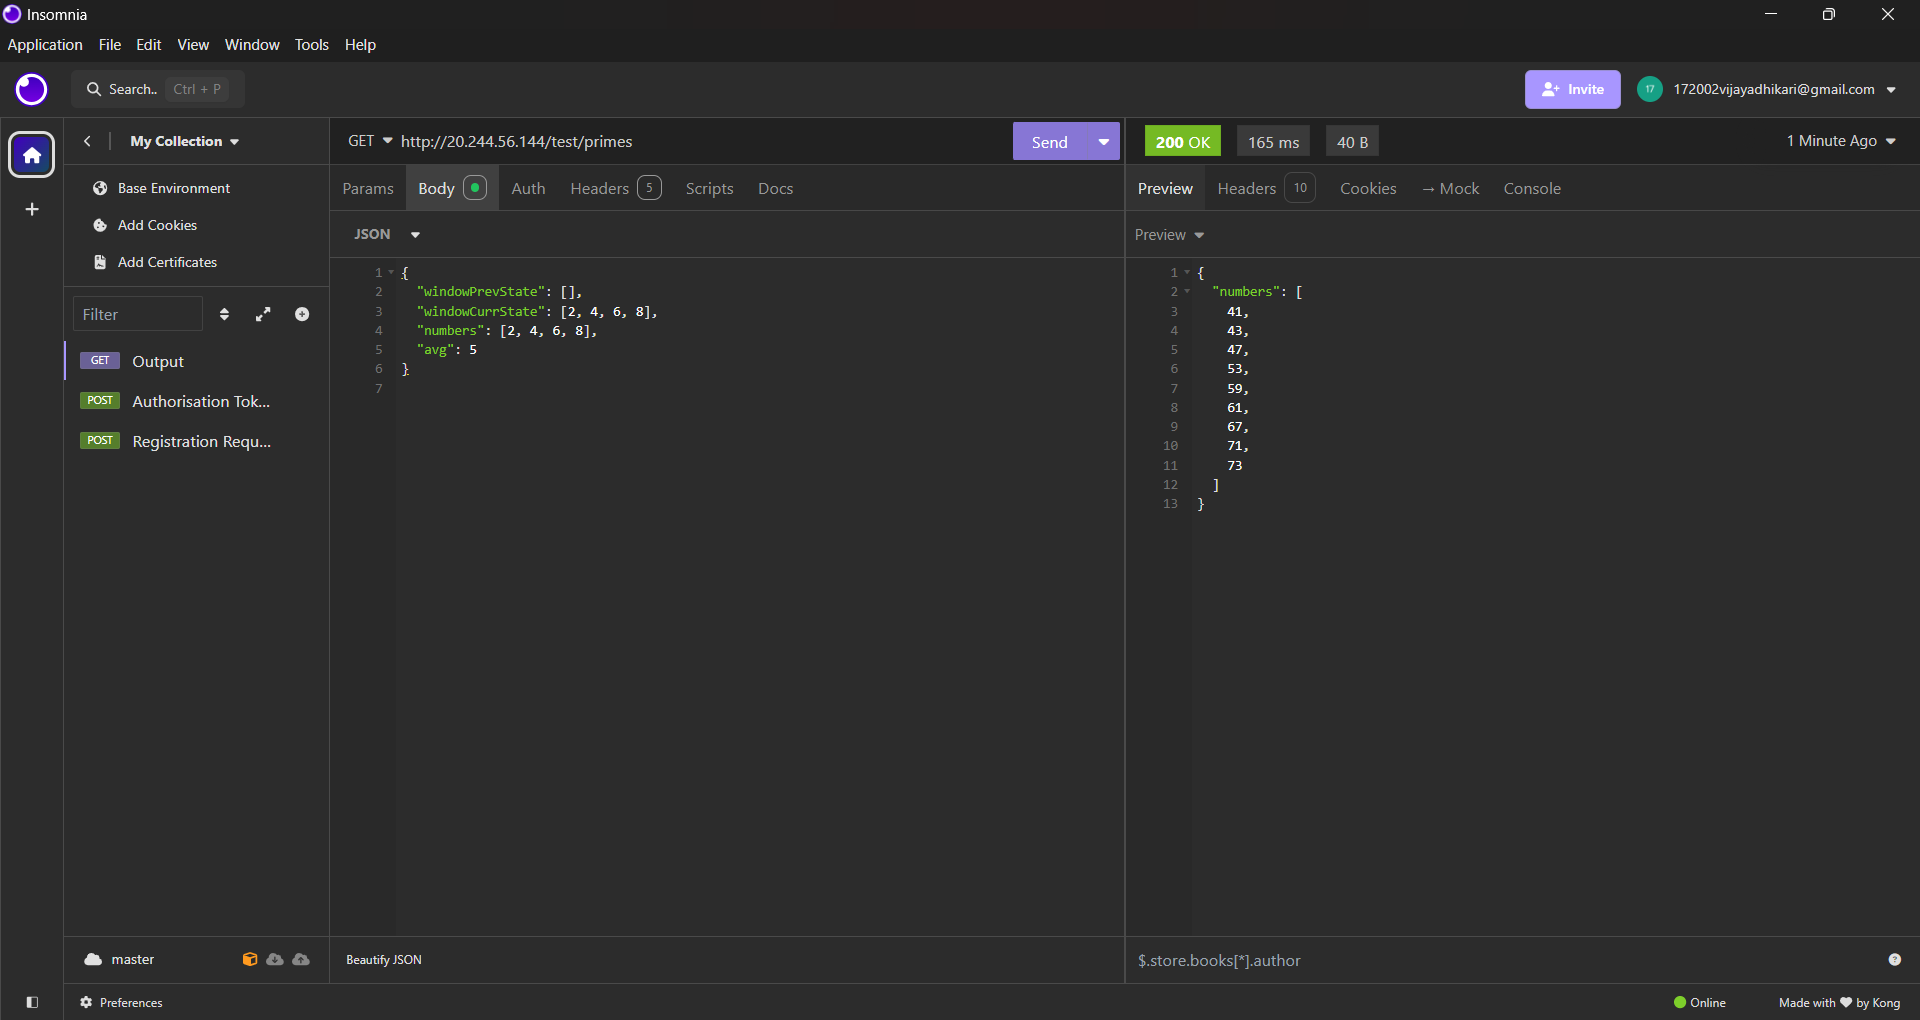 Insomnia
Application File Edit View Window Tools Help
Search.. Ctrl + P
Invite
17 172002vijayadhikari@gmail.com
My Collection
GET http://20.244.56.144/test/primes
Send
200 OK 165 ms 40 B
1 Minute Ago
Base Environment
Add Cookies
Add Certificates
Filter
GET Output
POST Authorisation Tok...
POST Registration Requ...
Params Body Auth Headers 5 Scripts Docs
JSON
1 {
2 "windowPrevState": [],
3 "windowCurrState": [2, 4, 6, 8],
4 "numbers": [2, 4, 6, 8],
5 "avg": 5
6 }
7
Preview Headers 10 Cookies → Mock Console
Preview
1 {
2 "numbers": [
3 41,
4 43,
5 47,
6 53,
7 59,
8 61,
9 67,
10 71,
11 73
12 ]
13 }
master
Beautify JSON
$.store.books[*].author
Preferences
Online
Made with ♥ by Kong